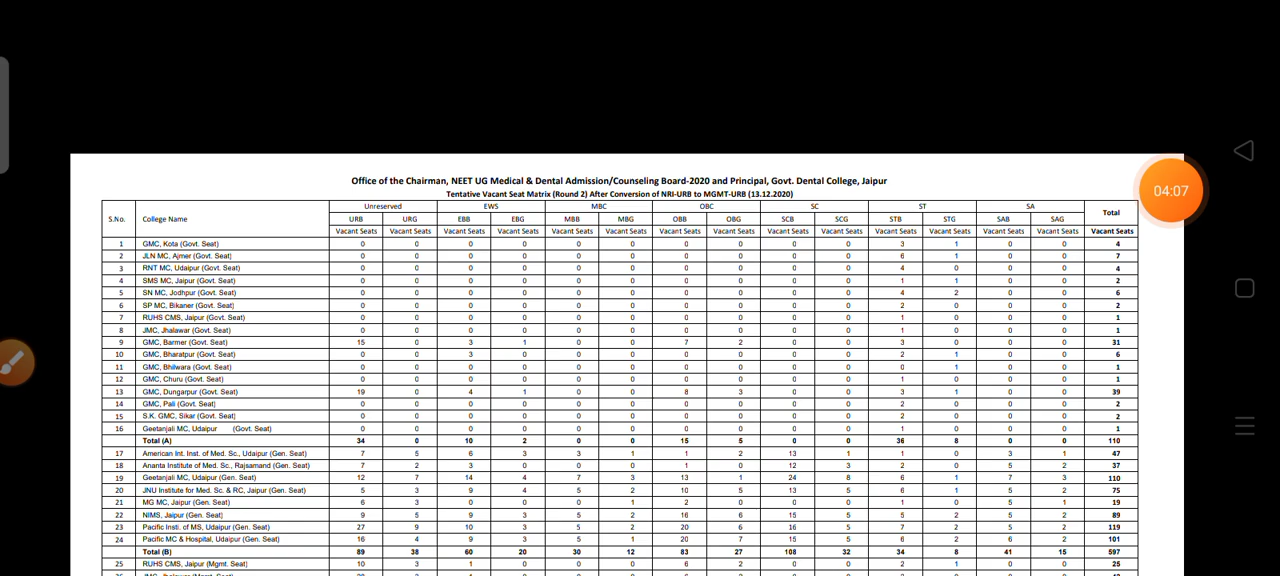 04:07
Office of the Chairman, NEET UG Medical & Dental Admission/Counseling Board-2020 and Principal, Govt. Dental College, Jaipur
Tentative Vacant Seat Matrix (Round 2) After Conversion of NRI-URB to MGMT-URB (13.12.2020)
S.No. College Name Unreserved EWS MBC OBC SC ST SA Total
URB URG EBB EBG MBB MBG OBB OBG SCB SCG STB STG SAB SAG
Vacant Seats Vacant Seats Vacant Seats Vacant Seats Vacant Seats Vacant Seats Vacant Seats Vacant Seats Vacant Seats Vacant Seats Vacant Seats Vacant Seats Vacant Seats Vacant Seats Vacant Seats
1 GMC, Kota (Govt. Seat) 0 0 0 0 0 0 0 0 0 0 3 1 0 0 4
2 JLN MC, Ajmer (Govt. Seat) 0 0 0 0 0 0 0 0 0 0 6 1 0 0 7
3 RNT MC, Udaipur (Govt. Seat) 0 0 0 0 0 0 0 0 0 0 4 0 0 0 4
4 SMS MC, Jaipur (Govt. Seat) 0 0 0 0 0 0 0 0 0 0 1 1 0 0 2
5 SN MC, Jodhpur (Govt. Seat) 0 0 0 0 0 0 0 0 0 0 4 2 0 0 6
6 SP MC, Bikaner (Govt. Seat) 0 0 0 0 0 0 0 0 0 0 2 0 0 0 2
7 RUHS CMS, Jaipur (Govt. Seat) 0 0 0 0 0 0 0 0 0 0 1 0 0 0 1
8 JMC, Jhalawar (Govt. Seat) 0 0 0 0 0 0 0 0 0 0 1 0 0 0 1
9 GMC, Barmer (Govt. Seat) 15 0 3 1 0 0 7 2 0 0 3 0 0 0 31
10 GMC, Bharatpur (Govt. Seat) 0 0 3 0 0 0 0 0 0 0 2 1 0 0 6
11 GMC, Bhilwara (Govt. Seat) 0 0 0 0 0 0 0 0 0 0 0 1 0 0 1
12 GMC, Churu (Govt. Seat) 0 0 0 0 0 0 0 0 0 0 1 0 0 0 1
13 GMC, Dungarpur (Govt. Seat) 19 0 4 1 0 0 8 3 0 0 3 1 0 0 39
14 GMC, Pali (Govt. Seat) 0 0 0 0 0 0 0 0 0 0 2 0 0 0 2
15 S.K. GMC, Sikar (Govt. Seat) 0 0 0 0 0 0 0 0 0 0 2 0 0 0 2
16 Geetanjali MC, Udaipur (Govt. Seat) 0 0 0 0 0 0 0 0 0 0 1 0 0 0 1
Total (A) 34 0 10 2 0 0 15 5 0 0 36 8 0 0 110
17 American Int. Inst. of Med. Sc., Udaipur (Gen. Seat) 7 5 6 3 3 1 1 2 13 1 1 0 3 1 47
18 Ananta Institute of Med. Sc., Rajsamand (Gen. Seat) 7 2 3 0 0 0 1 0 12 3 2 0 5 2 37
19 Geetanjali MC, Udaipur (Gen. Seat) 12 7 14 4 7 3 13 1 24 8 6 1 7 3 110
20 JNU Institute for Med. Sc. & RC, Jaipur (Gen. Seat) 5 3 9 4 5 2 10 5 13 5 6 1 5 2 75
21 MG MC, Jaipur (Gen. Seat) 6 3 0 0 0 1 2 0 0 0 1 0 5 1 19
22 NIMS, Jaipur (Gen. Seat) 9 5 9 3 5 2 16 6 15 5 5 2 5 2 89
23 Pacific Insti. of MS, Udaipur (Gen. Seat) 27 9 10 3 5 2 20 6 16 5 7 2 5 2 119
24 Pacific MC & Hospital, Udaipur (Gen. Seat) 16 4 9 3 5 1 20 7 15 5 6 2 6 2 101
Total (B) 89 38 60 20 30 12 83 27 108 32 34 8 41 15 597
25 RUHS CMS, Jaipur (Mgmt. Seat) 10 3 1 0 0 0 6 2 0 0 2 1 0 0 25